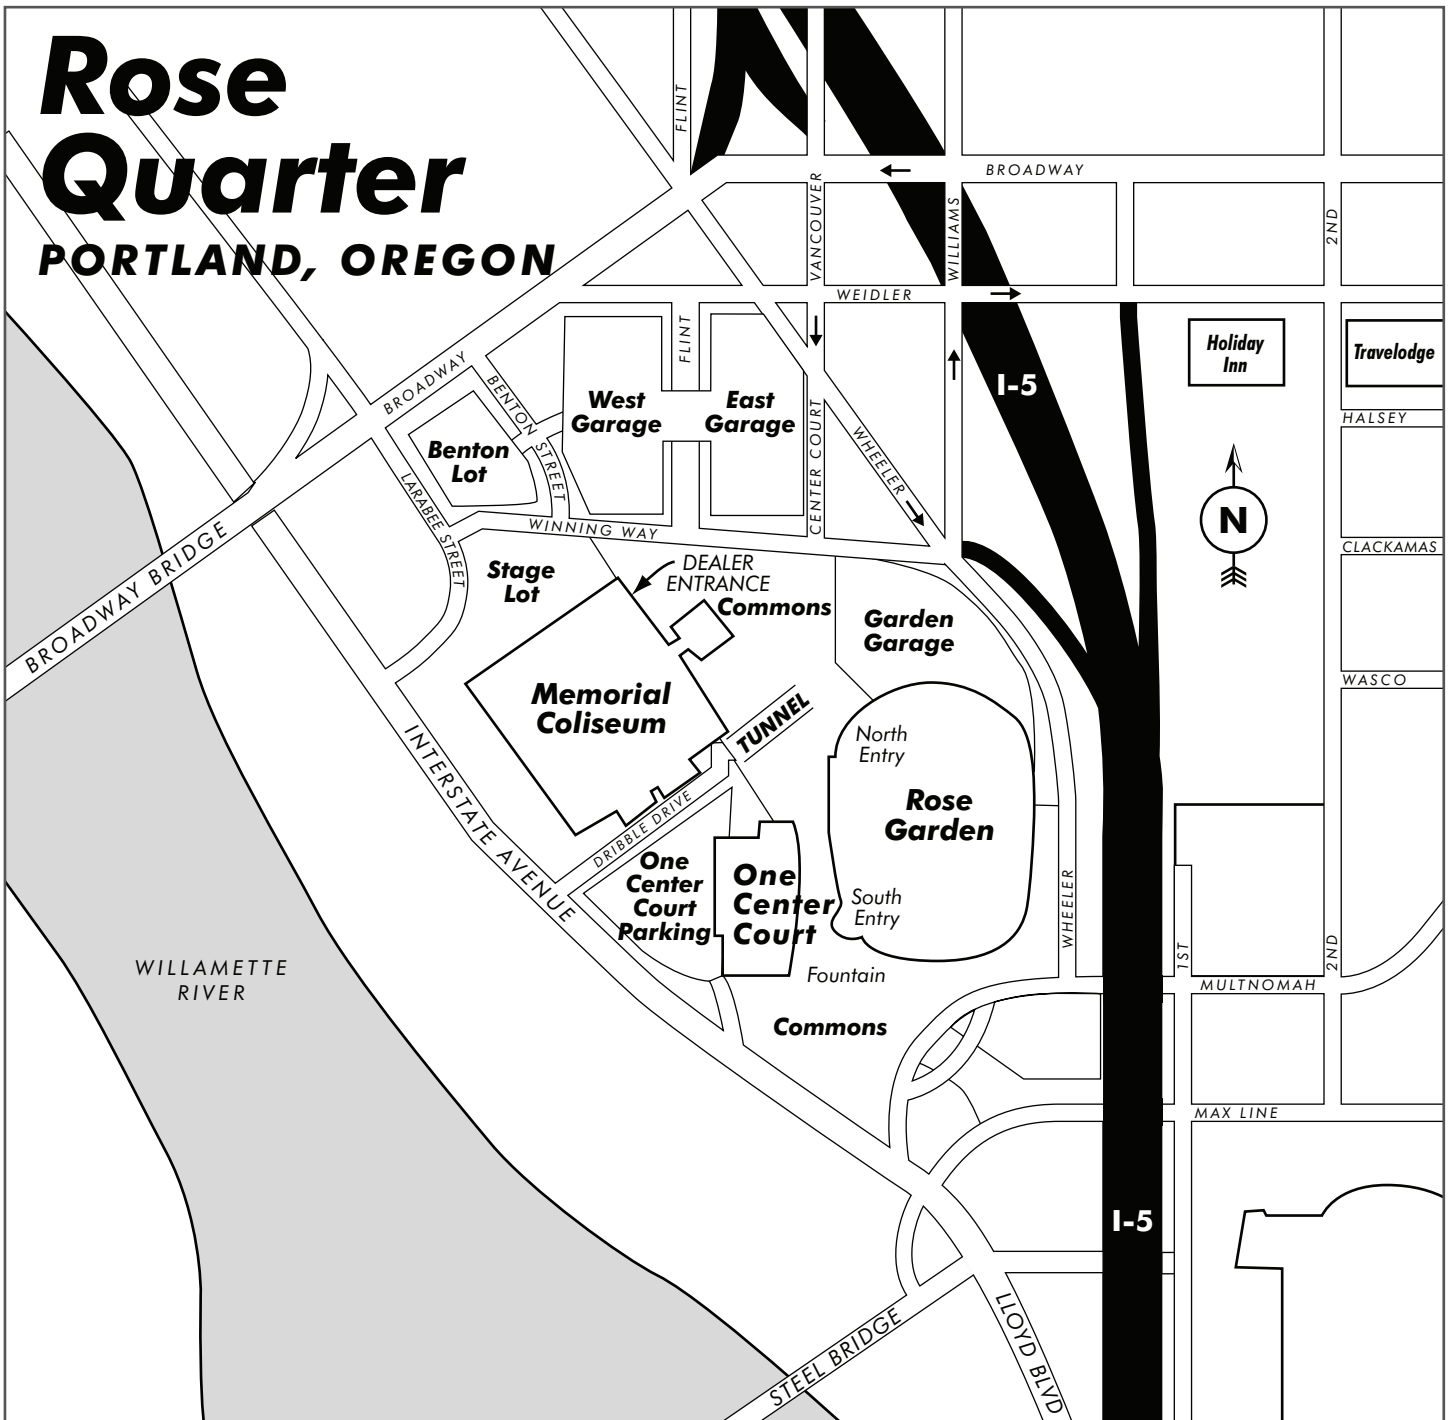 Rose
Quarter
PORTLAND, OREGON
FLINT
BROADWAY
VANCOUVER
WILLIAMS
2ND
WEIDLER
FLINT
Holiday
Inn
Travelodge
I-5
BROADWAY
BENTON STREET
West
Garage
East
Garage
HALSEY
Benton
Lot
CENTER COURT
WHEELER
LARABEE STREET
WINNING WAY
N
CLACKAMAS
BROADWAY BRIDGE
Stage
Lot
DEALER
ENTRANCE
Commons
Garden
Garage
WASCO
Memorial
Coliseum
TUNNEL
North
Entry
INTERSTATE AVENUE
Rose
Garden
DRIBBLE DRIVE
One
Center
Court
Parking
One
Center
Court
South
Entry
WHEELER
1ST
2ND
WILLAMETTE
RIVER
Fountain
MULTNOMAH
Commons
MAX LINE
I-5
STEEL BRIDGE
LLOYD BLVD